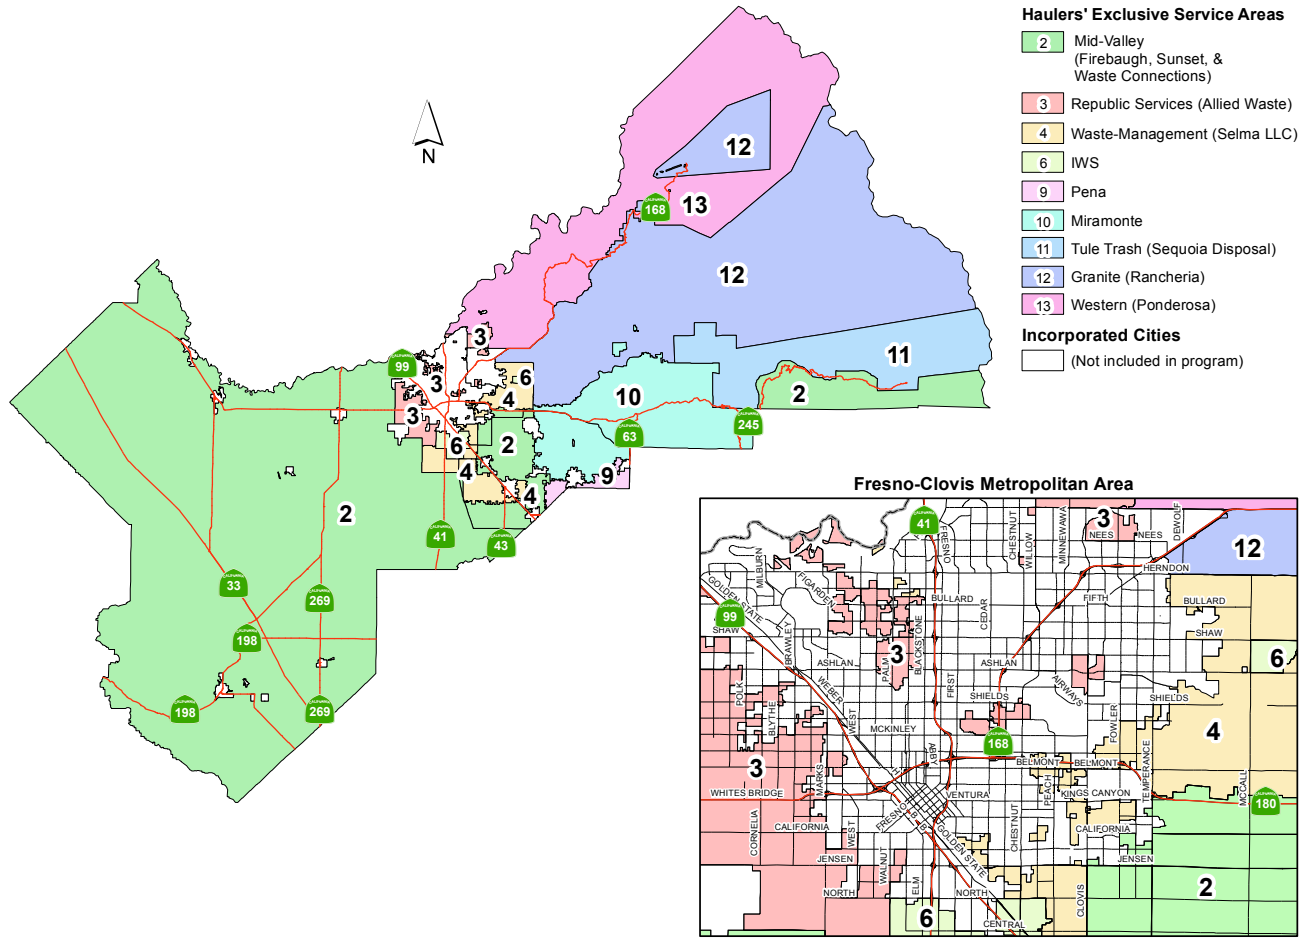 Haulers' Exclusive Service Areas
2 Mid-Valley
(Firebaugh, Sunset, &
Waste Connections)
3 Republic Services (Allied Waste)
4 Waste-Management (Selma LLC)
6 IWS
9 Pena
10 Miramonte
11 Tule Trash (Sequoia Disposal)
12 Granite (Rancheria)
13 Western (Ponderosa)
Incorporated Cities
(Not included in program)
N
12
13
168
12
3
99
3
6
4
11
2
10
3
245
63
6
2
4
9
4
2
41
43
33
269
198
198
269
Fresno-Clovis Metropolitan Area
41
3
NEES
NEES
DEWOLF
MINNEWAWA
CHESTNUT
WILLOW
FRESNO
12
HERNDON
MILBURN
FIGARDEN
GOLDEN STATE
99
SHAW
BULLARD
CEDAR
FIFTH
BULLARD
SHAW
BRAWLEY
ASHLAN
PALM
3
BLACKSTONE
ASHLAN
6
POLK
BLYTHE
WEBER
WEST
FIRST
SHIELDS
AIRWAYS
SHIELDS
FOWLER
MCKINLEY
168
4
ABBY
H
BELMONT
BELMONT
TEMPERANCE
3
MARKS
WHITES BRIDGE
VENTURA
PEACH
KINGS CANYON
MCCALL
180
CORNELIA
CALIFORNIA
WEST
FRESNO
B
B
GOLDEN STATE
CHESTNUT
CALIFORNIA
JENSEN
WALNUT
JENSEN
NORTH
ELM
NORTH
CLOVIS
2
6
CENTRAL